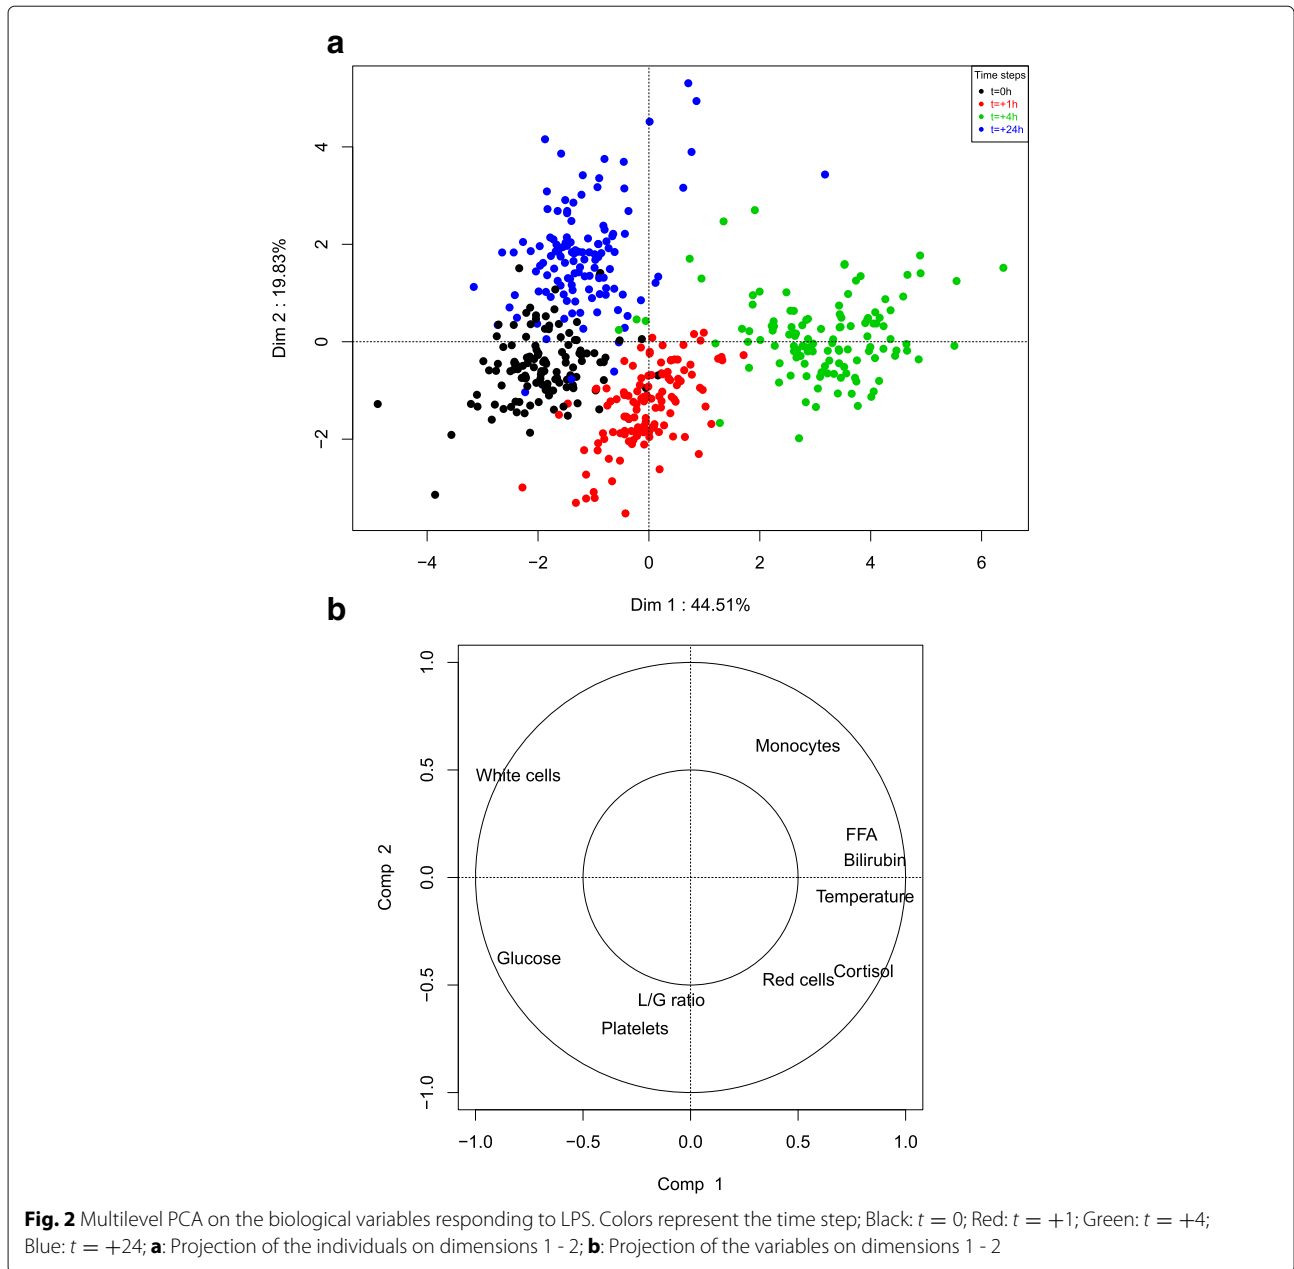 a
Time steps
t=0h
t=+1h
t=+4h
t=+24h
4
2
0
−2
Dim 2 : 19.83%
−4 −2 0 2 4 6
Dim 1 : 44.51%
b
1.0
0.5
0.0
−0.5
−1.0
Comp 2
Monocytes
White cells
FFA
Bilirubin
Temperature
Glucose
Cortisol
Red cells
L/G ratio
Platelets
−1.0 −0.5 0.0 0.5 1.0
Comp 1
Fig. 2 Multilevel PCA on the biological variables responding to LPS. Colors represent the time step; Black: t = 0; Red: t = +1; Green: t = +4;
Blue: t = +24; a: Projection of the individuals on dimensions 1 - 2; b: Projection of the variables on dimensions 1 - 2